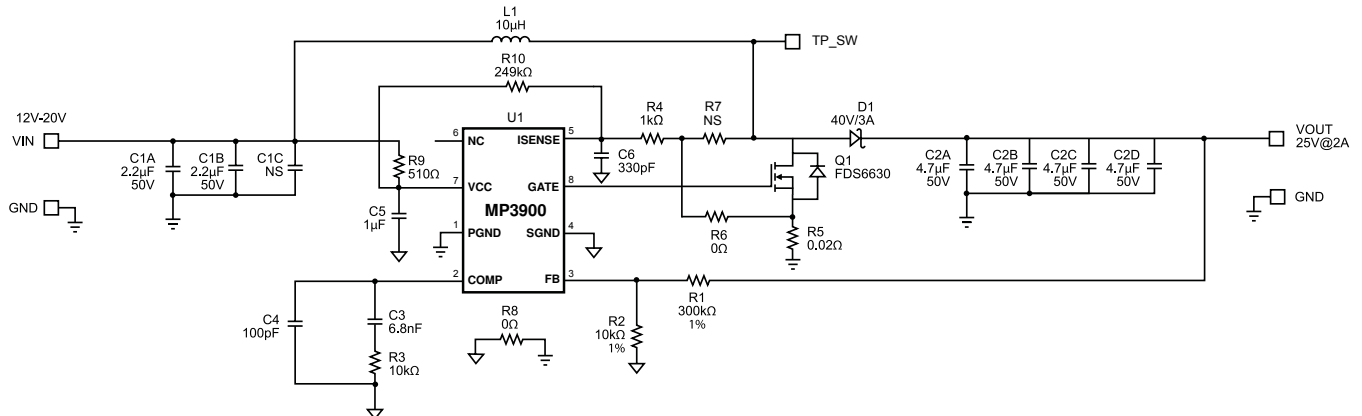 L1
10µH
TP_SW
R10
249kΩ
12V-20V
VIN
C1A
2.2µF
50V
C1B
2.2µF
50V
C1C
NS
R9
510Ω
C5
1µF
GND
U1
6
NC
7
VCC
MP3900
1
PGND
2
COMP
ISENSE
5
GATE
8
SGND
4
FB
3
C6
330pF
R4
1kΩ
R7
NS
D1
40V/3A
Q1
FDS6630
R6
0Ω
R5
0.02Ω
C2A
4.7µF
50V
C2B
4.7µF
50V
C2C
4.7µF
50V
C2D
4.7µF
50V
VOUT
25V@2A
GND
C4
100pF
C3
6.8nF
R3
10kΩ
R8
0Ω
R2
10kΩ
1%
R1
300kΩ
1%